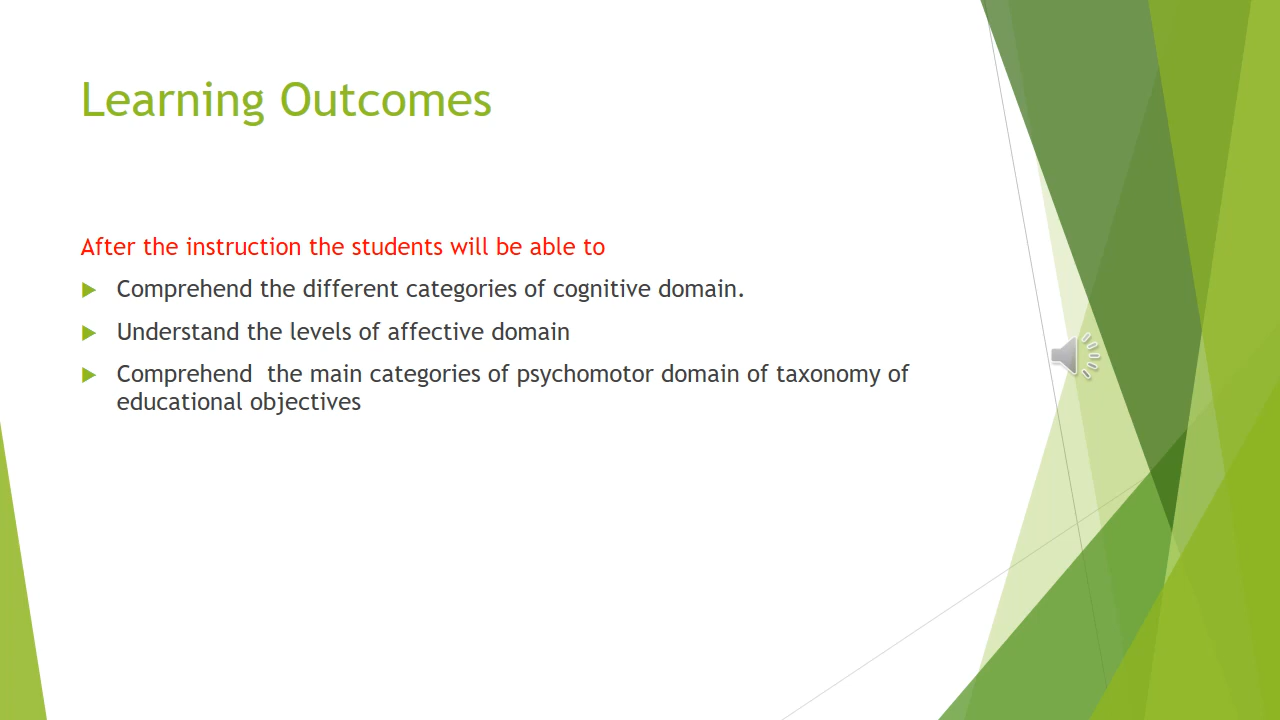 Learning Outcomes
After the instruction the students will be able to
Comprehend the different categories of cognitive domain.
Understand the levels of affective domain
Comprehend  the main categories of psychomotor domain of taxonomy of
educational objectives